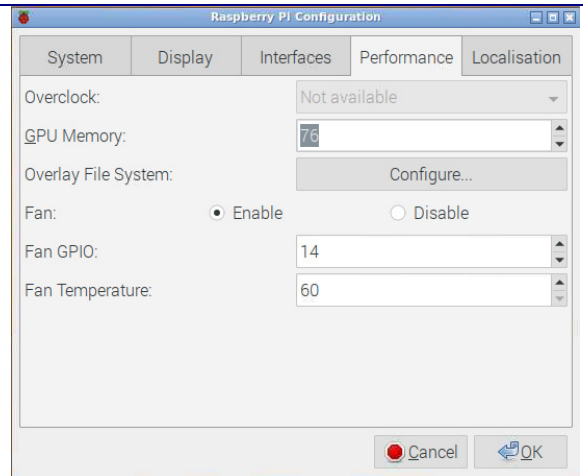 Raspberry Pi Configuration
System Display Interfaces Performance Localisation
Overclock: Not available
GPU Memory: 76
Overlay File System: Configure...
Fan: Enable Disable
Fan GPIO: 14
Fan Temperature: 60
Cancel OK